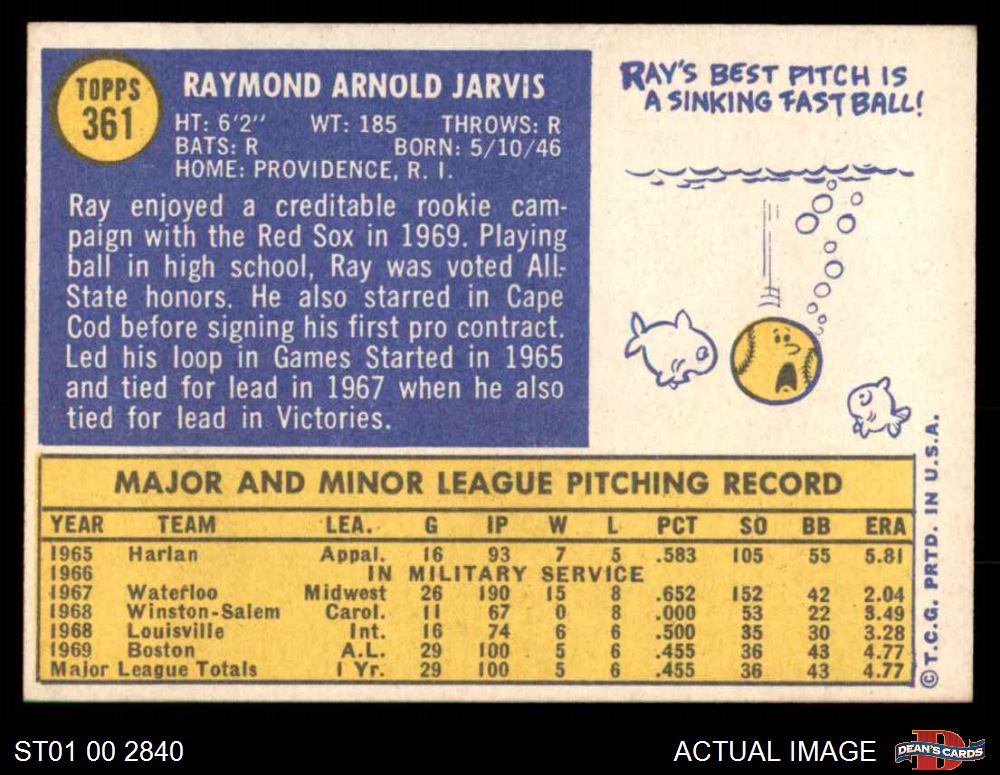 TOPPS
361
RAYMOND ARNOLD JARVIS
HT: 6'2" WT: 185 THROWS: R
BATS: R BORN: 5/10/46
HOME: PROVIDENCE, R. I.
Ray enjoyed a creditable rookie cam-
paign with the Red Sox in 1969. Playing
ball in high school, Ray was voted All-
State honors. He also starred in Cape
Cod before signing his first pro contract.
Led his loop in Games Started in 1965
and tied for lead in 1967 when he also
tied for lead in Victories.
RAY'S BEST PITCH IS
A SINKING FAST BALL!
MAJOR AND MINOR LEAGUE PITCHING RECORD
YEAR TEAM LEA. G IP W L PCT SO BB ERA
1965 Harlan Appal. 16 93 7 5 .583 105 55 5.81
1966 IN MILITARY SERVICE
1967 Waterloo Midwest 26 190 15 8 .652 152 42 2.04
1968 Winston-Salem Carol. 11 67 0 8 .000 53 22 3.49
1968 Louisville Int. 16 74 6 6 .500 35 30 3.28
1969 Boston A.L. 29 100 5 6 .455 36 43 4.77
Major League Totals 1 Yr. 29 100 5 6 .455 36 43 4.77
©T.C.G. PRTD. IN U.S.A.
ST01 00 2840
ACTUAL IMAGE
DEAN'S CARDS